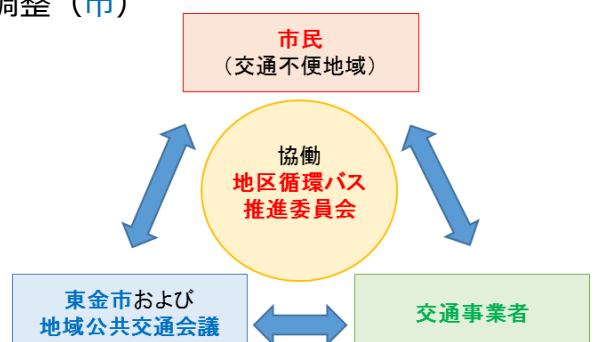 調整（市）
市民
（交通不便地域）
協働
地区循環バス
推進委員会
東金市および
地域公共交通会議
交通事業者